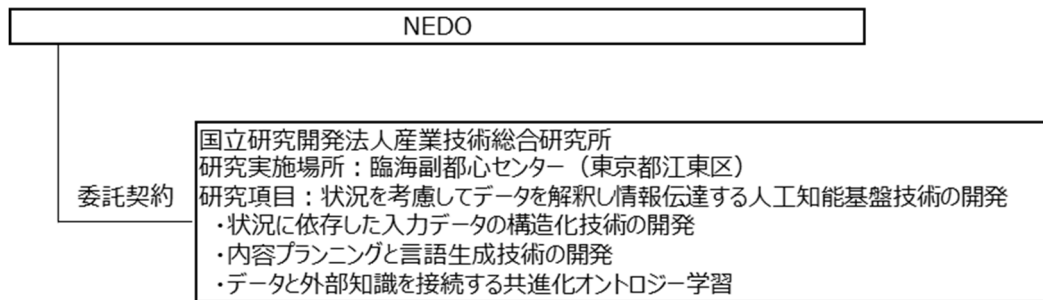 NEDO
国立研究開発法人産業技術総合研究所
研究実施場所：臨海副都心センター（東京都江東区）
委託契約
研究項目：状況を考慮してデータを解釈し情報伝達する人工知能基盤技術の開発
・状況に依存した入力データの構造化技術の開発
・内容プランニングと言語生成技術の開発
・データと外部知識を接続する共進化オントロジー学習